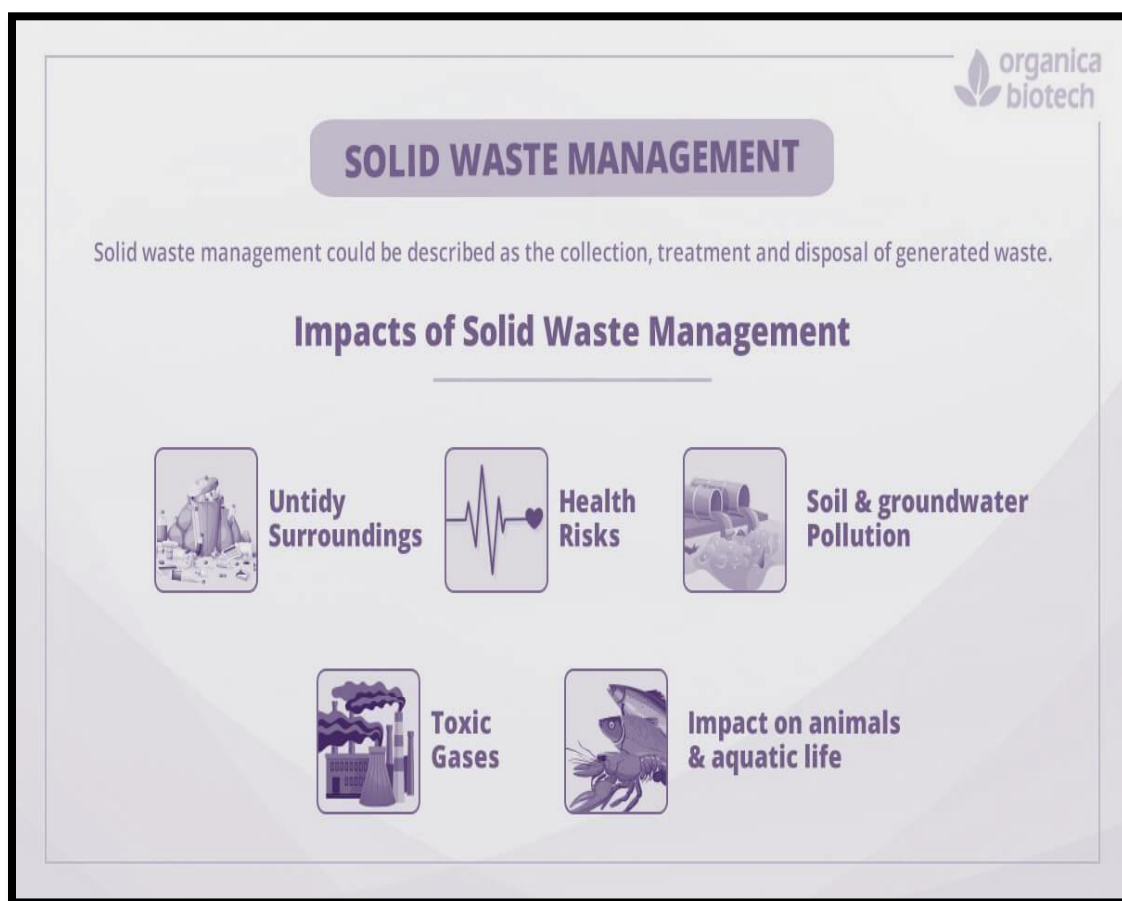 organica
biotech
SOLID WASTE MANAGEMENT
Solid waste management could be described as the collection, treatment and disposal of generated waste.
Impacts of Solid Waste Management
Untidy
Surroundings
Health
Risks
Soil & groundwater
Pollution
Toxic
Gases
Impact on animals
& aquatic life